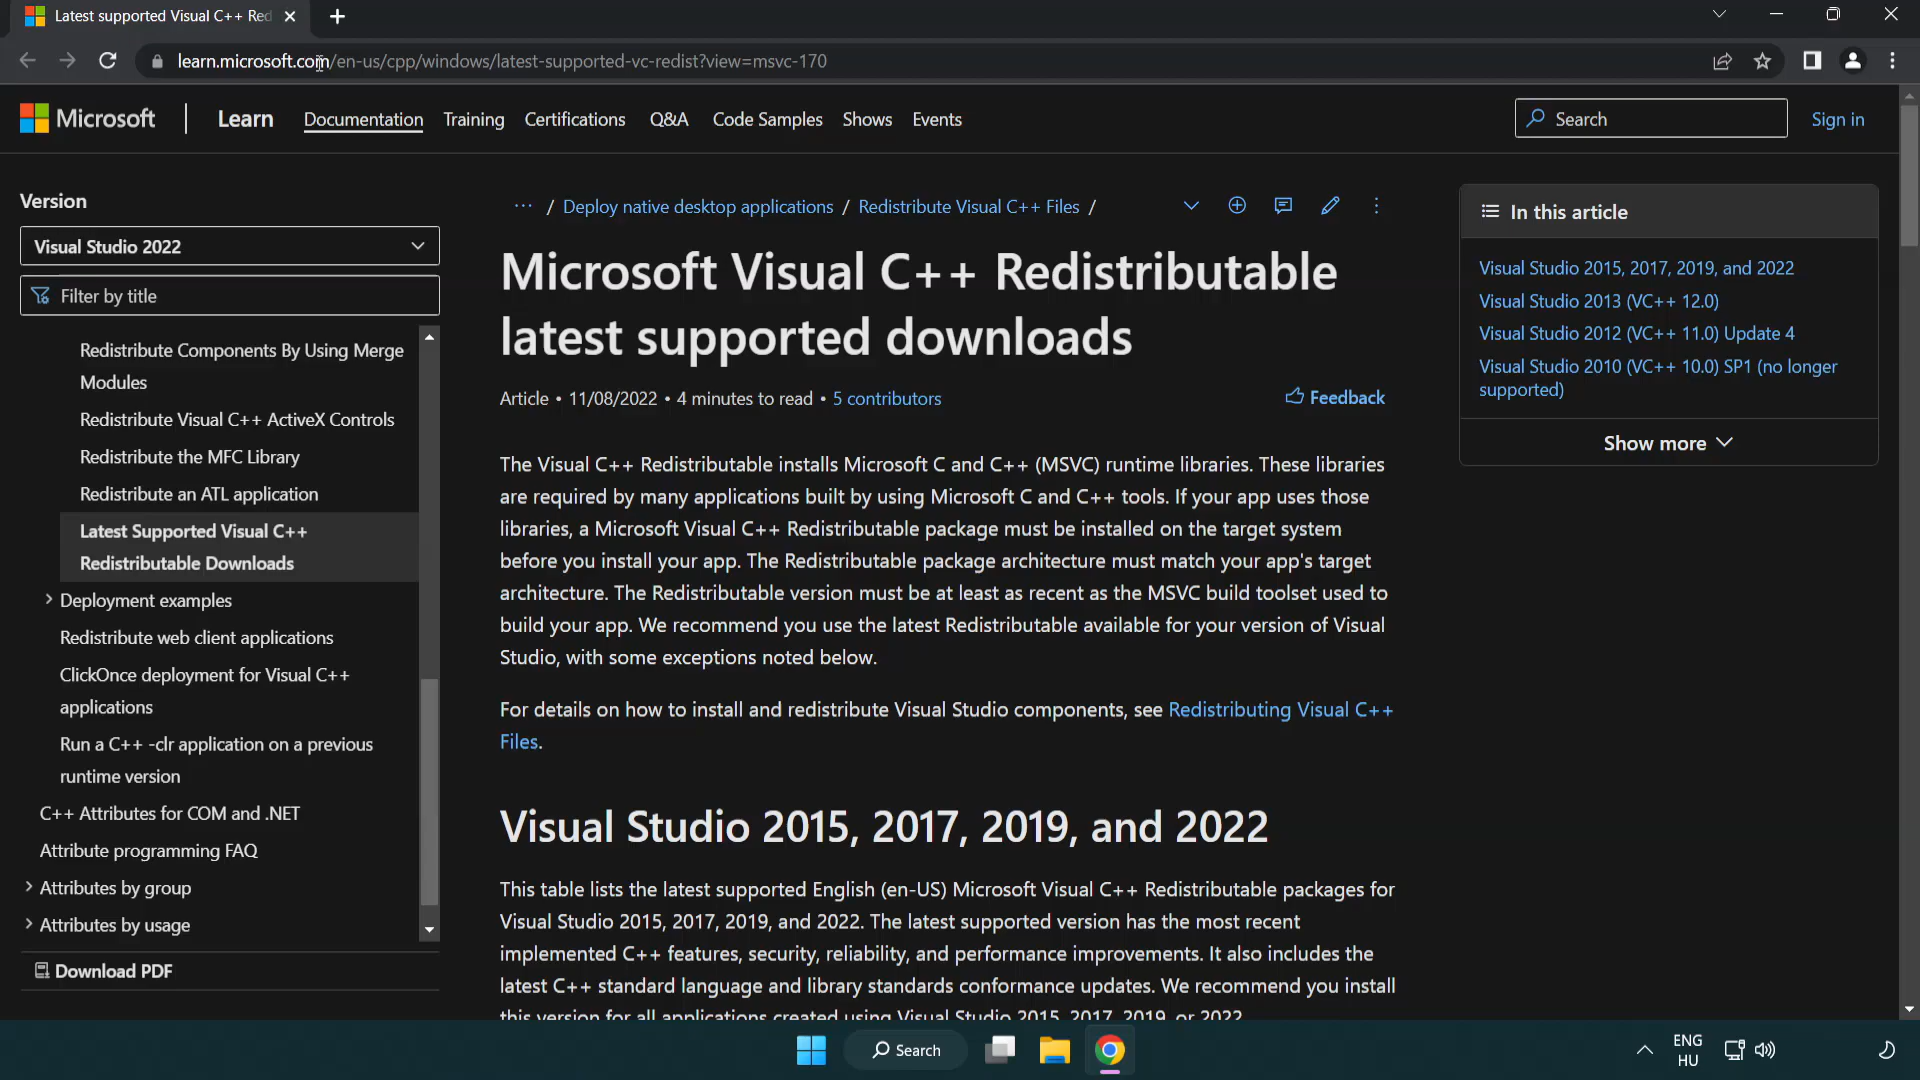 Latest supported Visual C++ Red
learn.microsoft.com/en-us/cpp/windows/latest-supported-vc-redist?view=msvc-170
Microsoft
Learn
Documentation
Training
Certifications
Q&A
Code Samples
Shows
Events
Search
Sign in
Version
Visual Studio 2022
Filter by title
Redistribute Components By Using Merge
Modules
Redistribute Visual C++ ActiveX Controls
Redistribute the MFC Library
Redistribute an ATL application
Latest Supported Visual C++
Redistributable Downloads
Deployment examples
Redistribute web client applications
ClickOnce deployment for Visual C++
applications
Run a C++ -clr application on a previous
runtime version
C++ Attributes for COM and .NET
Attribute programming FAQ
Attributes by group
Attributes by usage
Download PDF
... / Deploy native desktop applications / Redistribute Visual C++ Files /
Microsoft Visual C++ Redistributable
latest supported downloads
Article • 11/08/2022 • 4 minutes to read • 5 contributors
Feedback
The Visual C++ Redistributable installs Microsoft C and C++ (MSVC) runtime libraries. These libraries
are required by many applications built by using Microsoft C and C++ tools. If your app uses those
libraries, a Microsoft Visual C++ Redistributable package must be installed on the target system
before you install your app. The Redistributable package architecture must match your app's target
architecture. The Redistributable version must be at least as recent as the MSVC build toolset used to
build your app. We recommend you use the latest Redistributable available for your version of Visual
Studio, with some exceptions noted below.
For details on how to install and redistribute Visual Studio components, see Redistributing Visual C++
Files.
Visual Studio 2015, 2017, 2019, and 2022
This table lists the latest supported English (en-US) Microsoft Visual C++ Redistributable packages for
Visual Studio 2015, 2017, 2019, and 2022. The latest supported version has the most recent
implemented C++ features, security, reliability, and performance improvements. It also includes the
latest C++ standard language and library standards conformance updates. We recommend you install
this version for all applications created using Visual Studio 2015, 2017, 2019, or 2022.
In this article
Visual Studio 2015, 2017, 2019, and 2022
Visual Studio 2013 (VC++ 12.0)
Visual Studio 2012 (VC++ 11.0) Update 4
Visual Studio 2010 (VC++ 10.0) SP1 (no longer
supported)
Show more
Search
ENG
HU